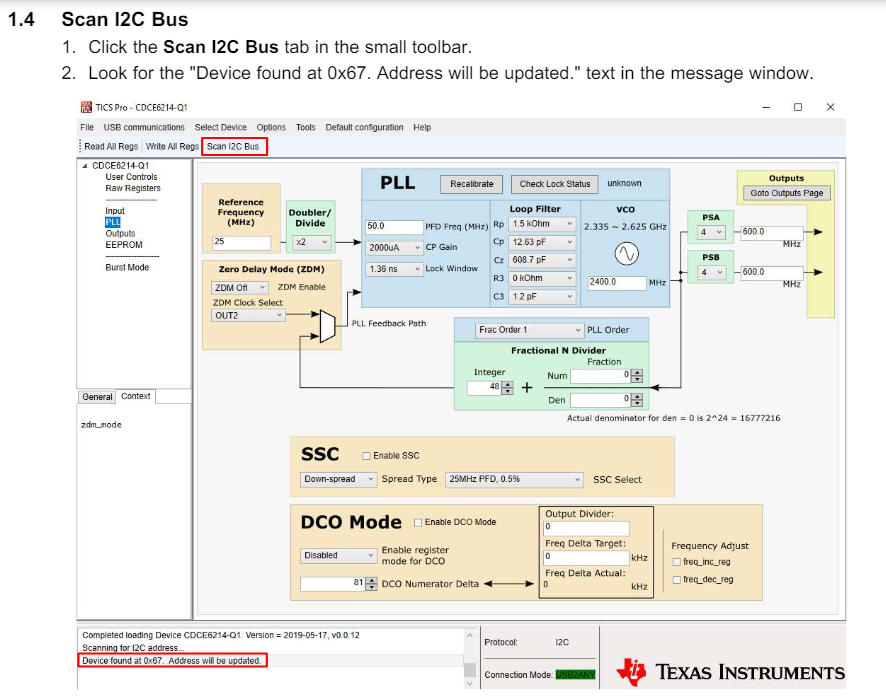 1.4 Scan I2C Bus
1. Click the Scan I2C Bus tab in the small toolbar.
2. Look for the "Device found at 0x67. Address will be updated." text in the message window.
TICS Pro - CDCE6214-Q1
File USB communications Select Device Options Tools Default configuration Help
Read All Regs Write All Regs Scan I2C Bus
CDCE6214-Q1
User Controls
Raw Registers
Input
PLL
Outputs
EEPROM
Burst Mode
General Context
zdm_mode
Reference
Frequency
(MHz)
25
Doubler/
Divide
x2
Zero Delay Mode (ZDM)
ZDM Off ZDM Enable
ZDM Clock Select
OUT2
PLL Feedback Path
PLL Recalibrate Check Lock Status unknown
50.0 PFD Freq (MHz)
2000uA CP Gain
1.36 ns Lock Window
Loop Filter
Rp 1.5 kOhm
Cp 12.63 pF
Cz 608.7 pF
R3 0 kOhm
C3 1.2 pF
VCO
2.335 ~ 2.625 GHz
2400.0 MHz
PSA
4
PSB
4
Outputs
Goto Outputs Page
600.0
MHz
600.0
MHz
Frac Order 1 PLL Order
Fractional N Divider
Integer
48
+
Fraction
Num 0
Den 0
Actual denominator for den = 0 is 2^24 = 16777216
SSC Enable SSC
Down-spread Spread Type 25MHz PFD, 0.5% SSC Select
DCO Mode Enable DCO Mode
Disabled Enable register
mode for DCO
81 DCO Numerator Delta
Output Divider:
0
Freq Delta Target:
0 kHz
Freq Delta Actual:
0 kHz
Frequency Adjust
freq_inc_reg
freq_dec_reg
Completed loading Device CDCE6214-Q1. Version = 2019-05-17, v0.0.12
Scanning for I2C address...
Device found at 0x67. Address will be updated.
Protocol: I2C
Connection Mode: USB2ANY
TEXAS INSTRUMENTS